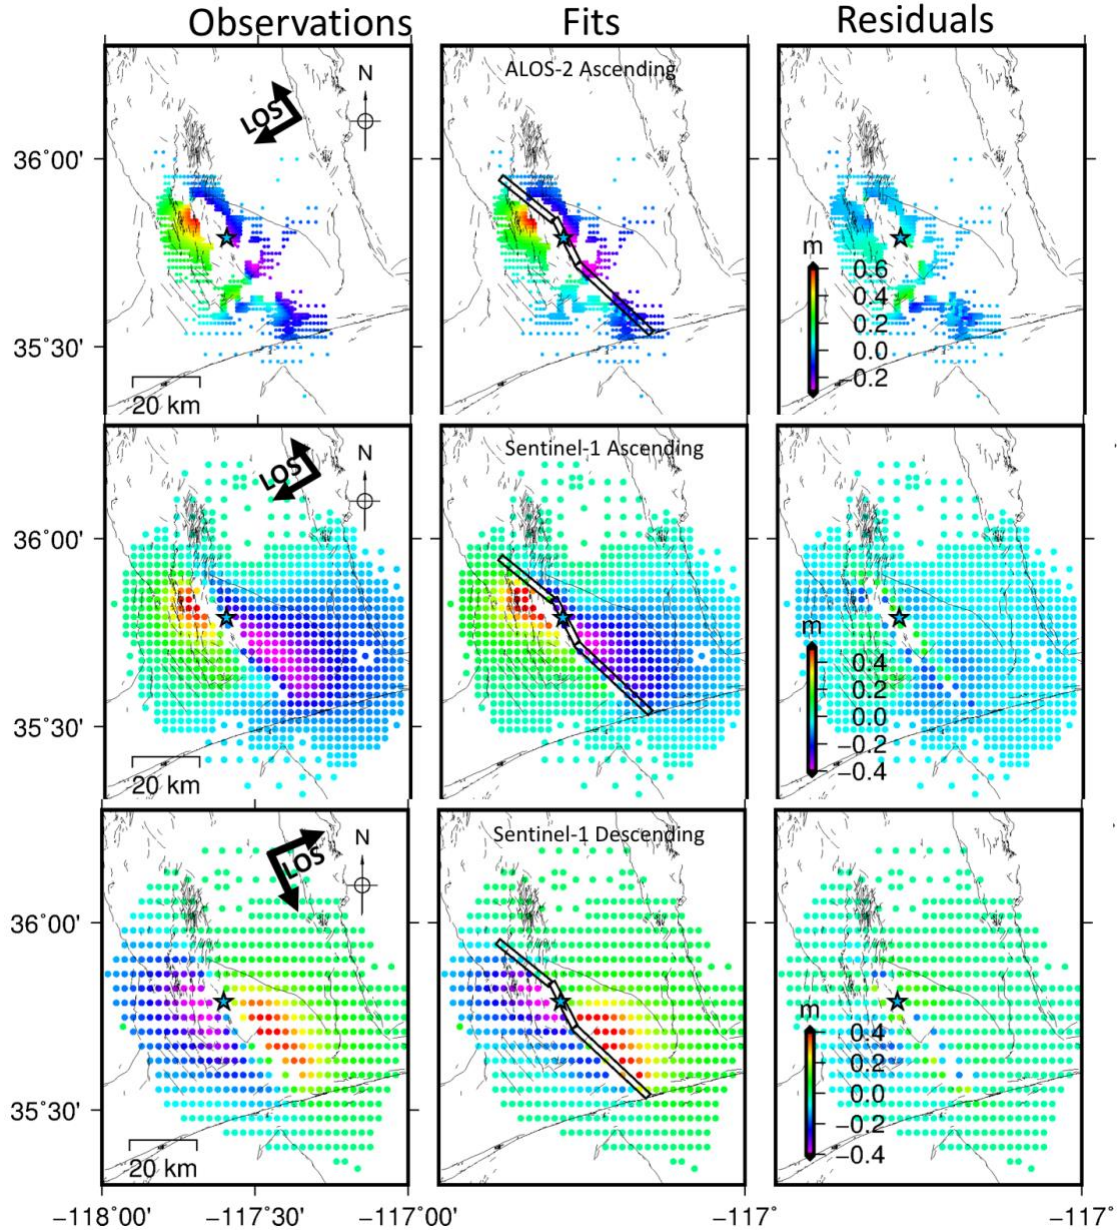 Observations Fits Residuals
ALOS-2 Ascending
LOS
N
36°00'
35°30'
20 km
m
0.6
0.4
0.2
0.0
−0.2
Sentinel-1 Ascending
LOS
N
36°00'
35°30'
20 km
m
0.4
0.2
0.0
−0.2
−0.4
Sentinel-1 Descending
LOS
N
36°00'
35°30'
20 km
m
0.4
0.2
0.0
−0.2
−0.4
−118°00' −117°30' −117°00' −117° −117°